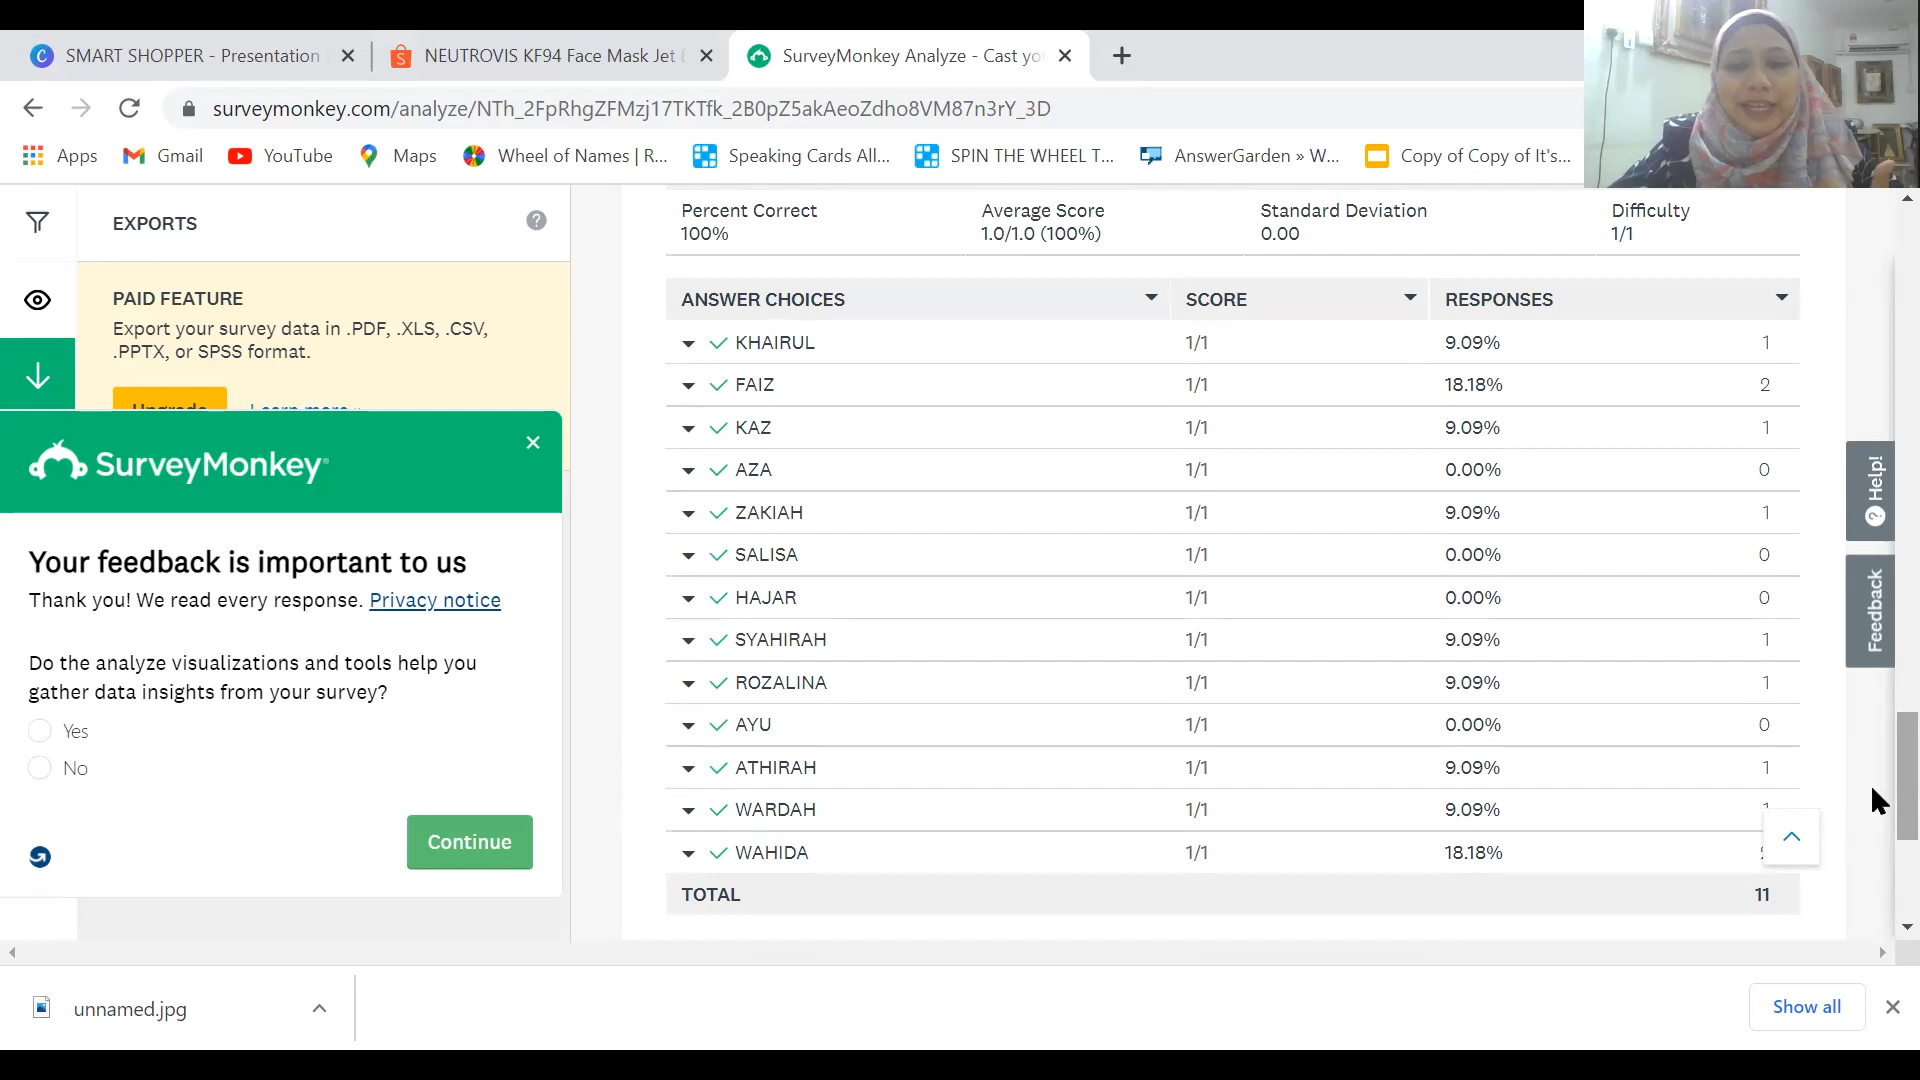 SMART SHOPPER - Presentation
NEUTROVIS KF94 Face Mask Jet
SurveyMonkey Analyze - Cast yo
surveymonkey.com/analyze/NTh_2FpRhgZFMzj17TKTfk_2B0pZ5akAeoZdho8VM87n3rY_3D
Apps Gmail YouTube Maps Wheel of Names | R... Speaking Cards All... SPIN THE WHEEL T... AnswerGarden » W... Copy of Copy of It's...
EXPORTS
PAID FEATURE
Export your survey data in .PDF, .XLS, .CSV,
.PPTX, or SPSS format.
Upgrade Learn more »
SurveyMonkey
Your feedback is important to us
Thank you! We read every response. Privacy notice
Do the analyze visualizations and tools help you
gather data insights from your survey?
Yes
No
Continue
Percent Correct Average Score Standard Deviation Difficulty
100% 1.0/1.0 (100%) 0.00 1/1
ANSWER CHOICES SCORE RESPONSES
KHAIRUL 1/1 9.09% 1
FAIZ 1/1 18.18% 2
KAZ 1/1 9.09% 1
AZA 1/1 0.00% 0
ZAKIAH 1/1 9.09% 1
SALISA 1/1 0.00% 0
HAJAR 1/1 0.00% 0
SYAHIRAH 1/1 9.09% 1
ROZALINA 1/1 9.09% 1
AYU 1/1 0.00% 0
ATHIRAH 1/1 9.09% 1
WARDAH 1/1 9.09% 1
WAHIDA 1/1 18.18% 2
TOTAL 11
Help!
Feedback
unnamed.jpg
Show all